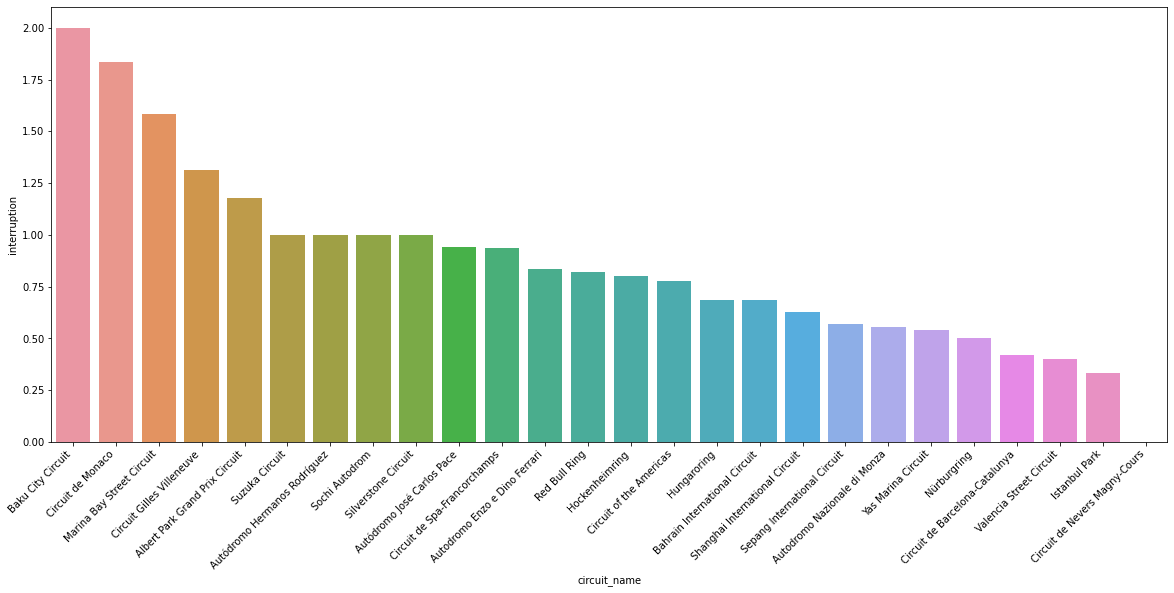 2.00
1.75
1.50
1.25
1.00
0.75
0.50
0.25
0.00
interruption
Baku City Circuit
Circuit de Monaco
Marina Bay Street Circuit
Circuit Gilles Villeneuve
Albert Park Grand Prix Circuit
Suzuka Circuit
Autódromo Hermanos Rodríguez
Sochi Autodrom
Silverstone Circuit
Autódromo José Carlos Pace
Circuit de Spa-Francorchamps
Autodromo Enzo e Dino Ferrari
Red Bull Ring
Hockenheimring
Circuit of the Americas
Hungaroring
Bahrain International Circuit
Shanghai International Circuit
Sepang International Circuit
Autodromo Nazionale di Monza
Yas Marina Circuit
Nürburgring
Circuit de Barcelona-Catalunya
Valencia Street Circuit
Istanbul Park
Circuit de Nevers Magny-Cours
circuit_name